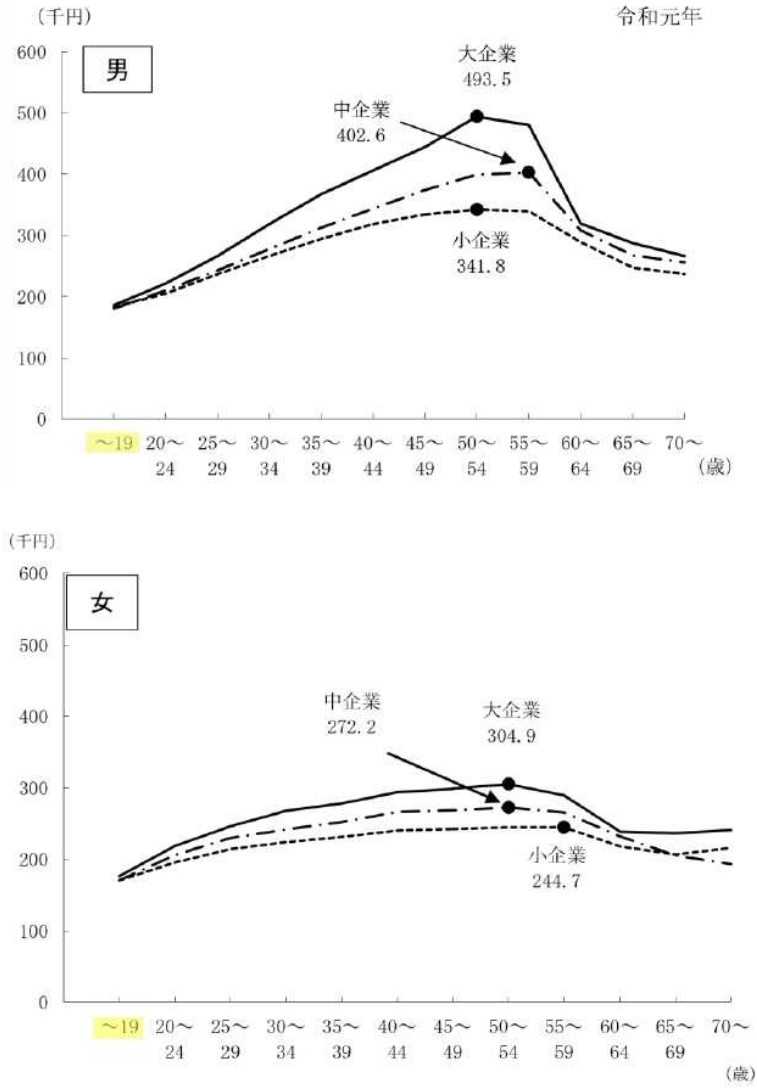 (千円)
令和元年
600
男
大企業
493.5
500
中企業
402.6
400
300
小企業
341.8
200
100
0
～19 20～ 25～ 30～ 35～ 40～ 45～ 50～ 55～ 60～ 65～ 70～
24 29 34 39 44 49 54 59 64 69 (歳)
(千円)
600
女
500
400
中企業
272.2
大企業
304.9
300
200
小企業
244.7
100
0
～19 20～ 25～ 30～ 35～ 40～ 45～ 50～ 55～ 60～ 65～ 70～
24 29 34 39 44 49 54 59 64 69
(歳)